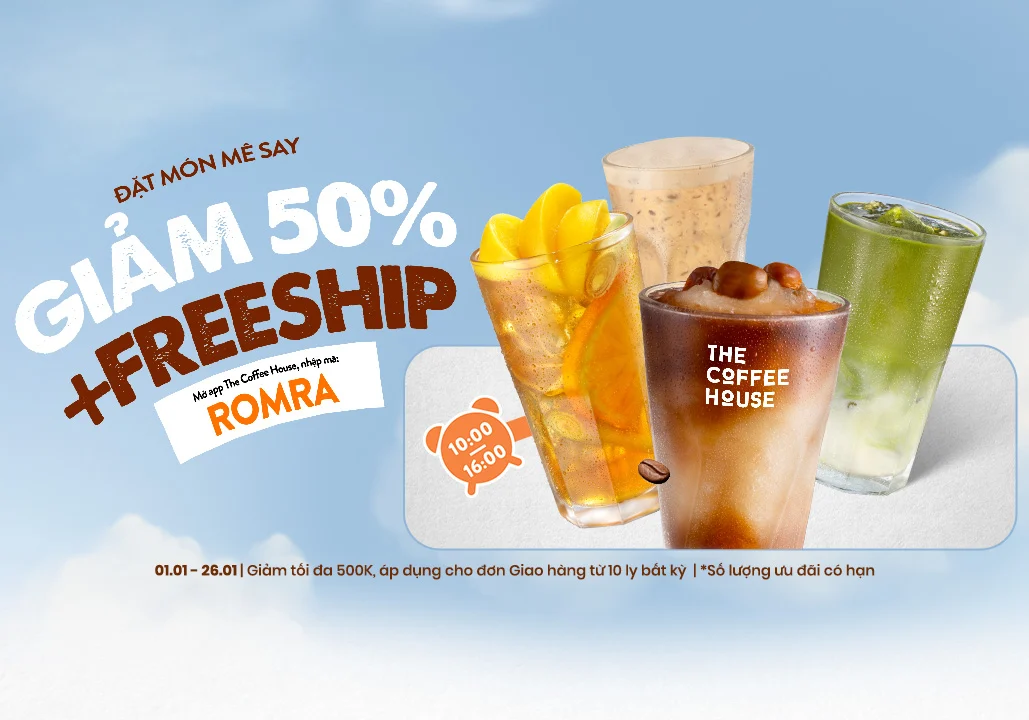 ĐẶT MÓN MÊ SAY
GIẢM 50%
+FREESHIP
Mở app The Coffee House, nhập mã:
ROMRA
10:00
16:00
THE
COFFEE
HOUSE
01.01 - 26.01 | Giảm tối đa 500K, áp dụng cho đơn Giao hàng từ 10 ly bất kỳ | *Số lượng ưu đãi có hạn